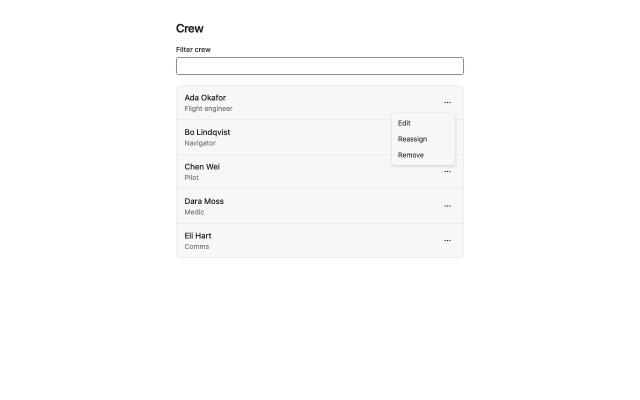 Crew
Filter crew
Ada Okafor
Flight engineer
...
Edit
Bo Lindqvist
Navigator
Reassign
Remove
Chen Wei
Pilot
...
Dara Moss
Medic
...
Eli Hart
Comms
...